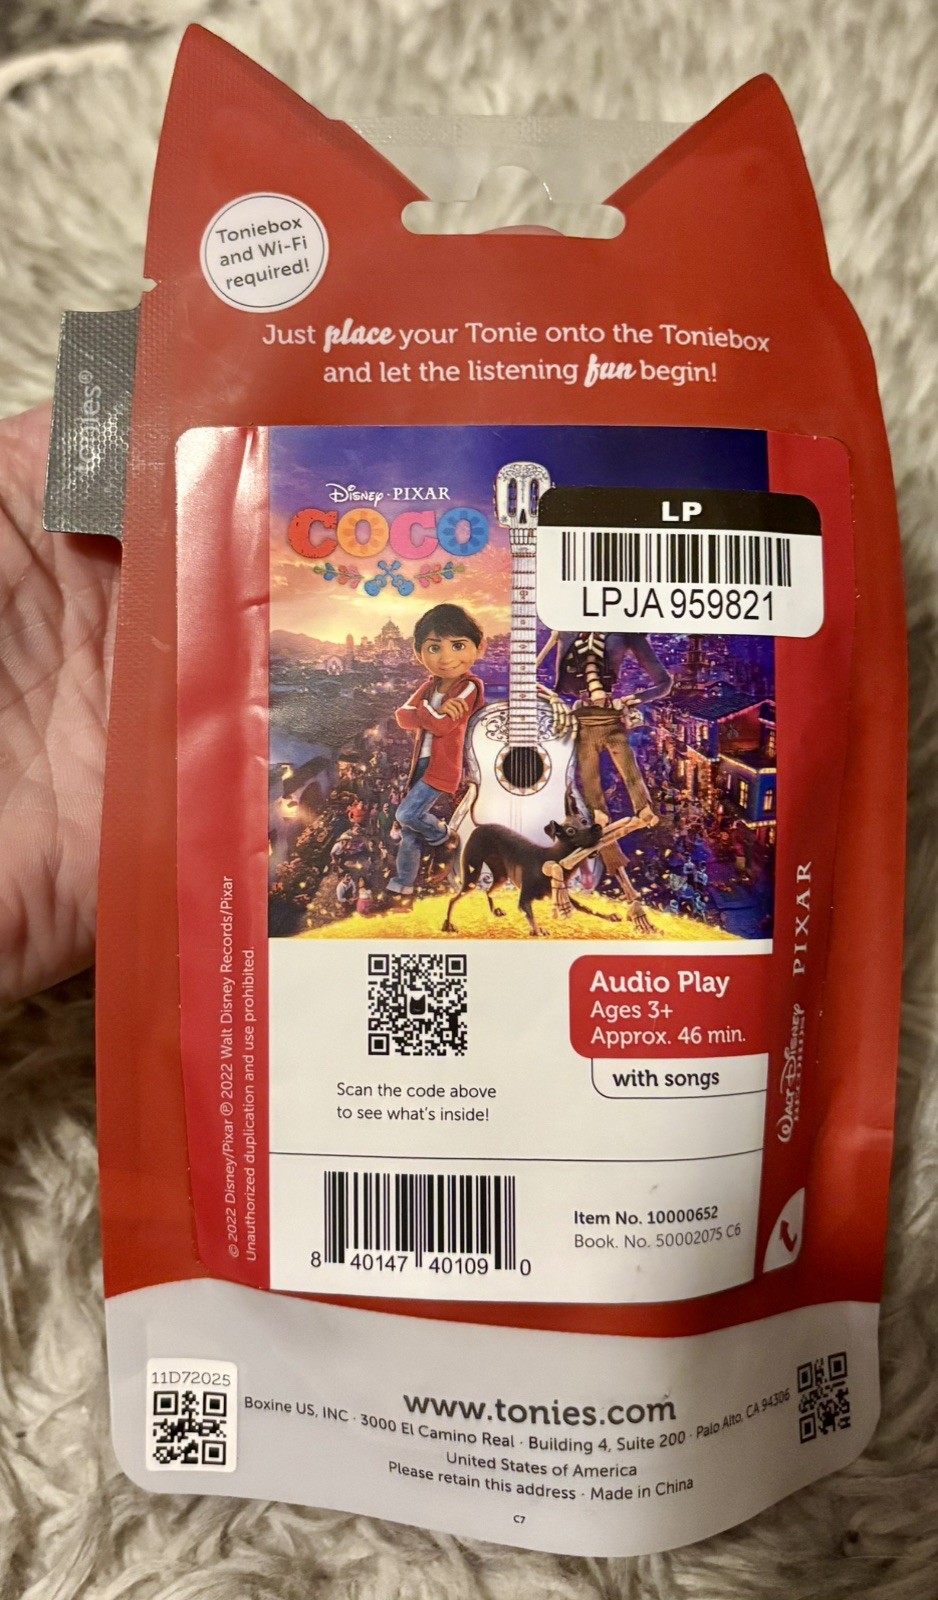 Toniebox
and Wi-Fi
required!
Just place your Tonie onto the Toniebox
and let the listening fun begin!
tonies®
Disney · PIXAR
COCO
LP
LPJA 959821
© 2022 Disney/Pixar ℗ 2022 Walt Disney Records/Pixar
Unauthorized duplication and use prohibited.
Audio Play
Ages 3+
Approx. 46 min.
with songs
Scan the code above
to see what's inside!
WALT DISNEY
RECORDS
PIXAR
8 40147 40109 0
Item No. 10000652
Book. No. 50002075 C6
11D72025
www.tonies.com
Boxine US, INC · 3000 El Camino Real · Building 4, Suite 200 · Palo Alto, CA 94306
United States of America
Please retain this address · Made in China
C7